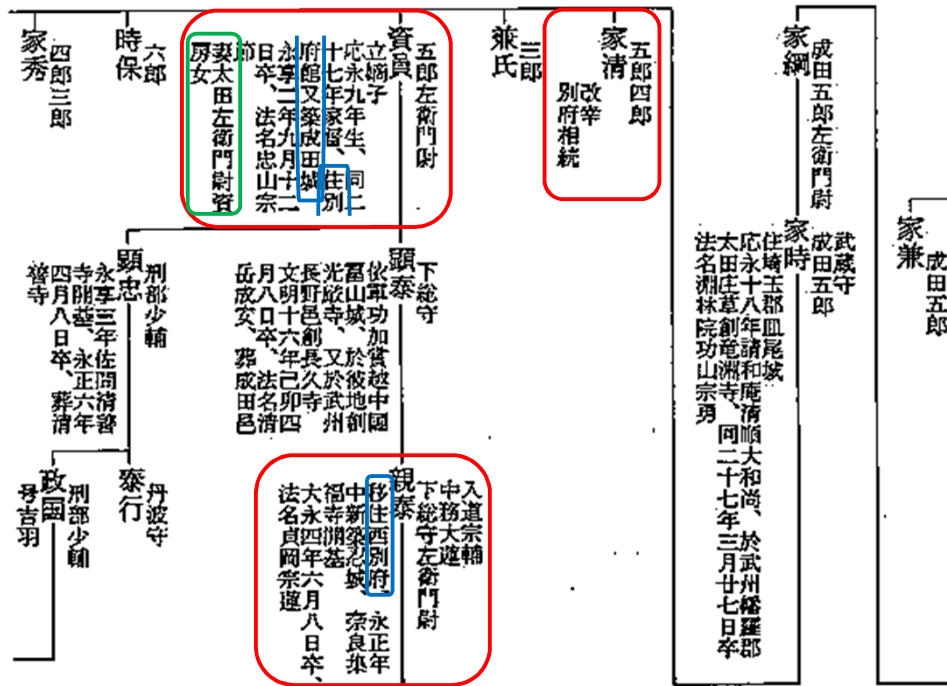 成田五郎
家兼
成田五郎左衛門尉
家綱
武蔵守
成田五郎
家時
住埼玉郡皿尾城
応永十八年請和庵清順大和尚、於武州幡羅郡
太田庄草創竜淵寺、同二十七年三月廿七日卒
法名淵林院功山宗勇
五郎四郎
家清
改幸
別府相続
三郎
兼氏
五郎左衛門尉
資員
立嫡子
応永九年生、同二
十七年家督、住別
府館又築成田城
永享二年九月十二
日卒、法名忠山宗
節
妻太田左衛門尉資
房女
六郎
時保
四郎三郎
家秀
下総守
顕泰
依軍功加賞越中國
富山城、於彼地創
光厳寺、又於武州
長野邑創長久寺
文明十六年己卯四
月八日卒、法名清
岳成安、葬成田邑
刑部少輔
顕忠
永享三年佐間清善
寺開基、永正六年
四月八日卒、葬清
善寺
入道宗輔
中務大
下総守左衛門尉
親泰
移住西別府、永正年
中新築忍城、奈良集
福寺開基
大永四年六月八日卒、
法名貞岡宗蓮
丹波守
泰行
刑部少輔
政国
号吉羽